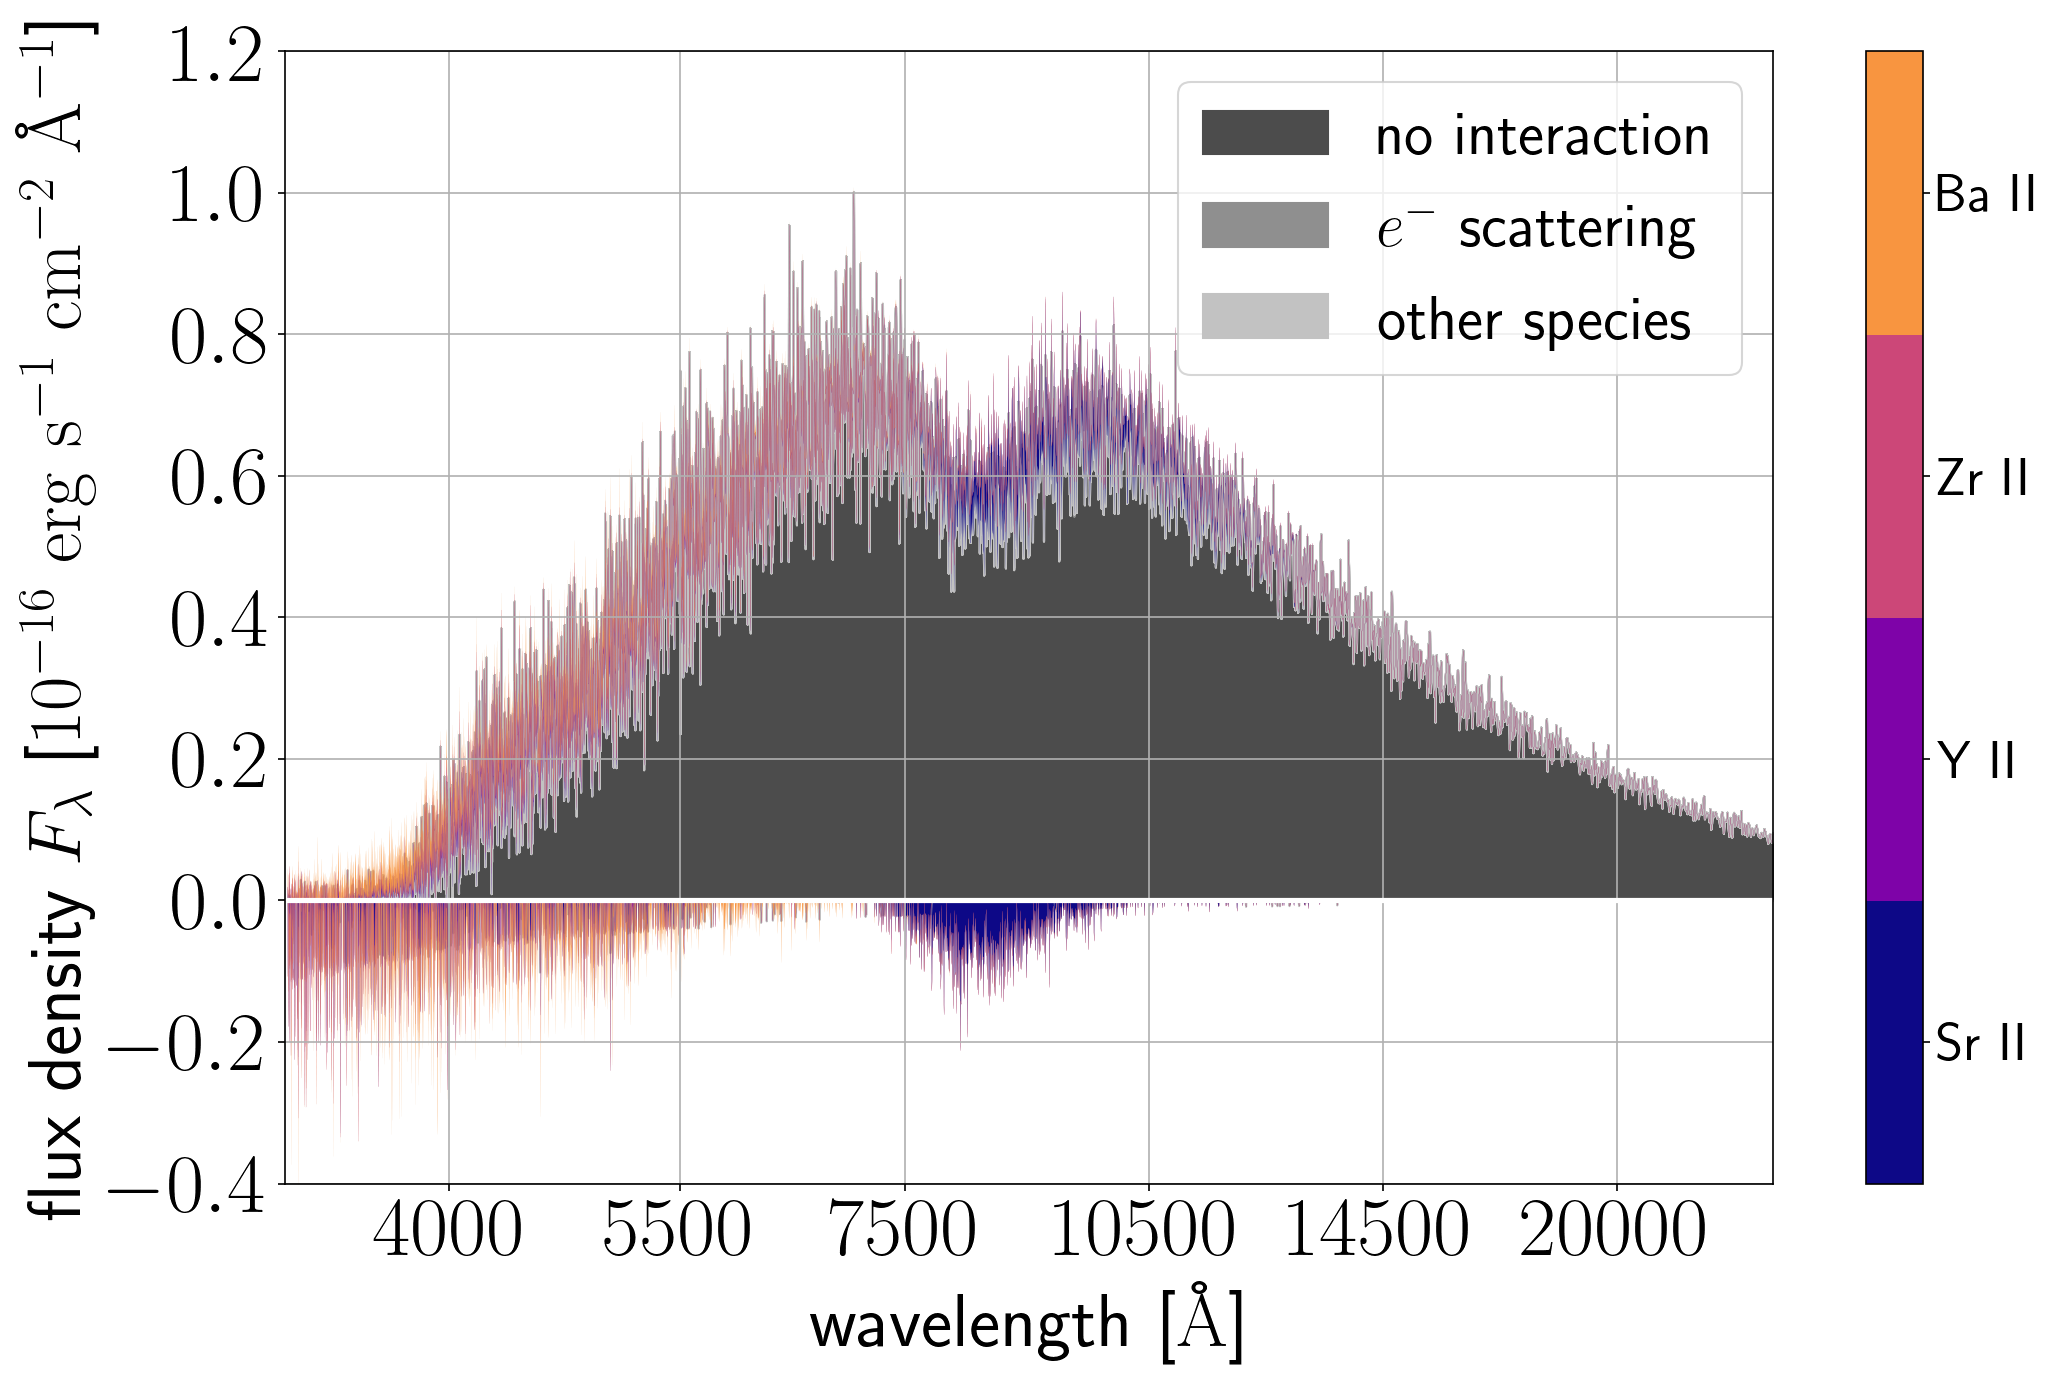 flux density $F_\lambda$ [10⁻¹⁶ erg s⁻¹ cm⁻² Å⁻¹]
1.2
1.0
0.8
0.6
0.4
0.2
0.0
−0.2
−0.4
no interaction
e⁻ scattering
other species
4000 5500 7500 10500 14500 20000
wavelength [Å]
Ba II
Zr II
Y II
Sr II